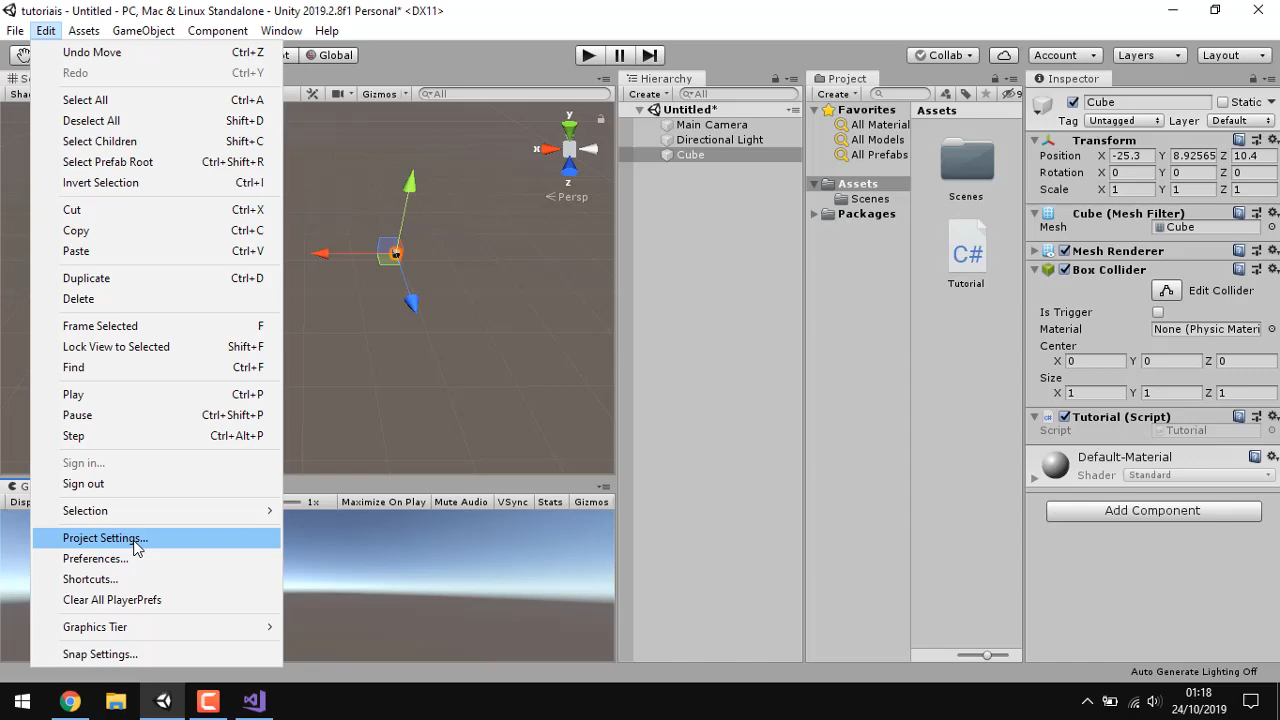 tutoriais - Untitled - PC, Mac & Linux Standalone - Unity 2019.2.8f1 Personal* <DX11>
File Edit Assets GameObject Component Window Help
Global
Collab
Account
Layers
Layout
Undo Move Ctrl+Z
Redo Ctrl+Y
Select All Ctrl+A
Deselect All Shift+D
Select Children Shift+C
Select Prefab Root Ctrl+Shift+R
Invert Selection Ctrl+I
Cut Ctrl+X
Copy Ctrl+C
Paste Ctrl+V
Duplicate Ctrl+D
Delete
Frame Selected F
Lock View to Selected Shift+F
Find Ctrl+F
Play Ctrl+P
Pause Ctrl+Shift+P
Step Ctrl+Alt+P
Sign in...
Sign out
Selection
Project Settings...
Preferences...
Shortcuts...
Clear All PlayerPrefs
Graphics Tier
Snap Settings...
Gizmos All
y
x
z
Persp
1x Maximize On Play Mute Audio VSync Stats Gizmos
Hierarchy
Create All
Untitled*
Main Camera
Directional Light
Cube
Project
Create 9
Favorites
All Material
All Models
All Prefabs
Assets
Scenes
Packages
Assets
Scenes
C#
Tutorial
Inspector
Cube Static
Tag Untagged Layer Default
Transform
Position X -25.3 Y 8.92565 Z 10.4
Rotation X 0 Y 0 Z 0
Scale X 1 Y 1 Z 1
Cube (Mesh Filter)
Mesh Cube
Mesh Renderer
Box Collider
Edit Collider
Is Trigger
Material None (Physic Materi
Center
X 0 Y 0 Z 0
Size
X 1 Y 1 Z 1
Tutorial (Script)
Script Tutorial
Default-Material
Shader Standard
Add Component
Auto Generate Lighting Off
01:18
24/10/2019